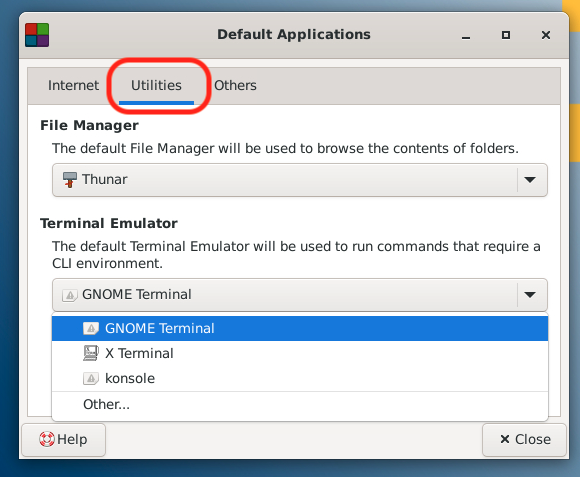 Default Applications
Internet Utilities Others
File Manager
The default File Manager will be used to browse the contents of folders.
Thunar
Terminal Emulator
The default Terminal Emulator will be used to run commands that require a
CLI environment.
GNOME Terminal
GNOME Terminal
X Terminal
konsole
Other...
Help Close